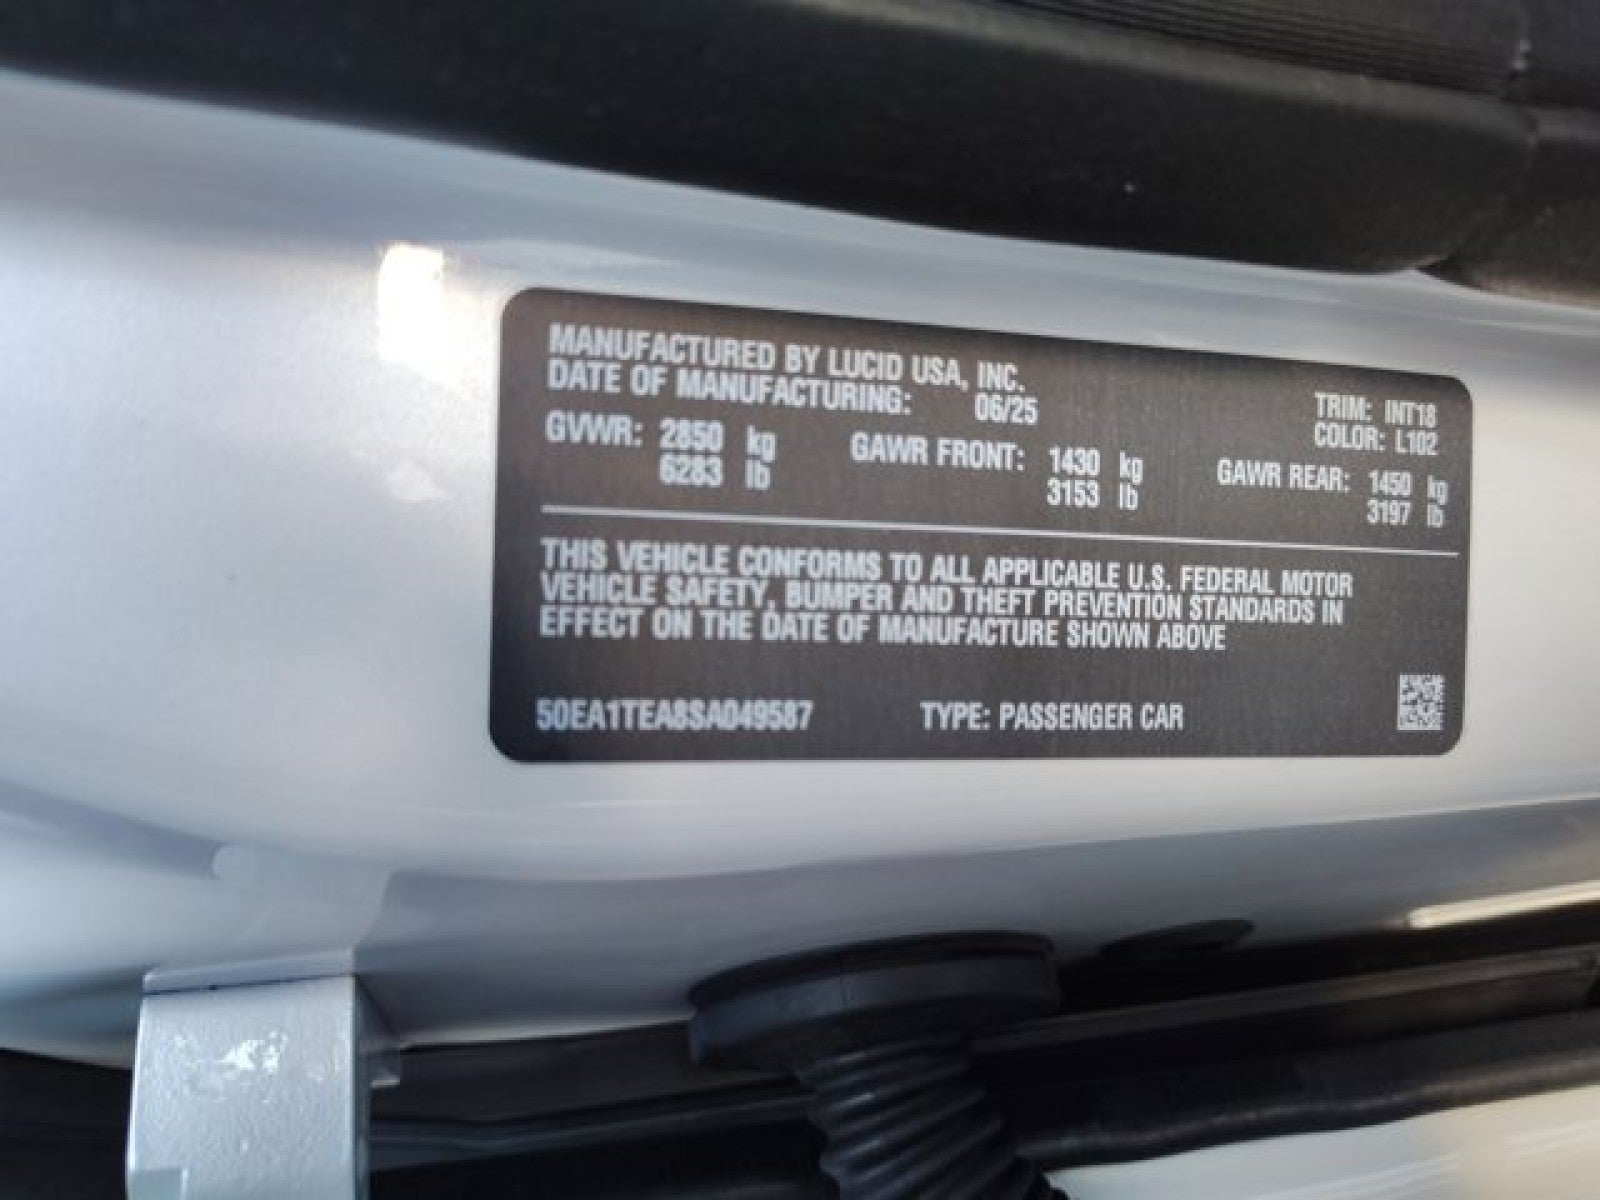 MANUFACTURED BY LUCID USA, INC.
DATE OF MANUFACTURING: 06/25
TRIM: INT18
COLOR: L102
GVWR: 2850 kg
6283 lb
GAWR FRONT: 1430 kg
3153 lb
GAWR REAR: 1450 kg
3197 lb
THIS VEHICLE CONFORMS TO ALL APPLICABLE U.S. FEDERAL MOTOR
VEHICLE SAFETY, BUMPER AND THEFT PREVENTION STANDARDS IN
EFFECT ON THE DATE OF MANUFACTURE SHOWN ABOVE
50EA1TEA8SA049587 TYPE: PASSENGER CAR